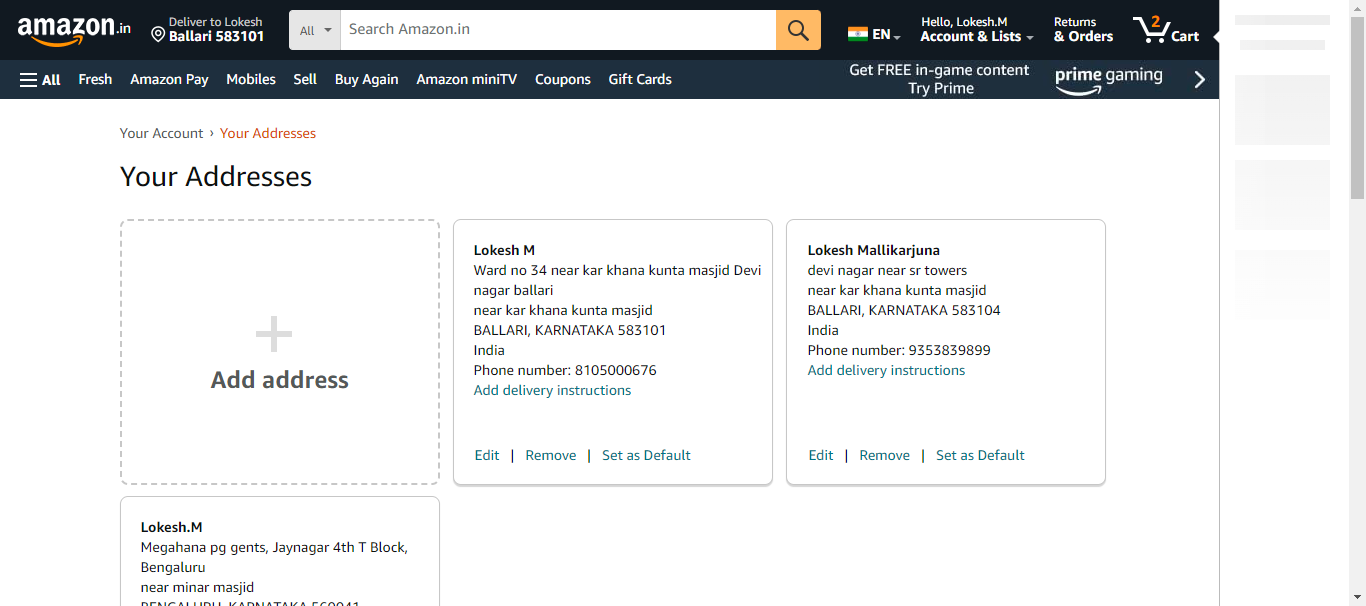 amazon.in
Deliver to Lokesh
Ballari 583101
All
Search Amazon.in
EN
Hello, Lokesh.M
Account & Lists
Returns
& Orders
2
Cart
All
Fresh
Amazon Pay
Mobiles
Sell
Buy Again
Amazon miniTV
Coupons
Gift Cards
Get FREE in-game content
Try Prime
prime gaming
Your Account › Your Addresses
Your Addresses
Add address
Lokesh M
Ward no 34 near kar khana kunta masjid Devi
nagar ballari
near kar khana kunta masjid
BALLARI, KARNATAKA 583101
India
Phone number: 8105000676
Add delivery instructions
Edit | Remove | Set as Default
Lokesh Mallikarjuna
devi nagar near sr towers
near kar khana kunta masjid
BALLARI, KARNATAKA 583104
India
Phone number: 9353839899
Add delivery instructions
Edit | Remove | Set as Default
Lokesh.M
Megahana pg gents, Jaynagar 4th T Block,
Bengaluru
near minar masjid
BENGALURU, KARNATAKA 560041